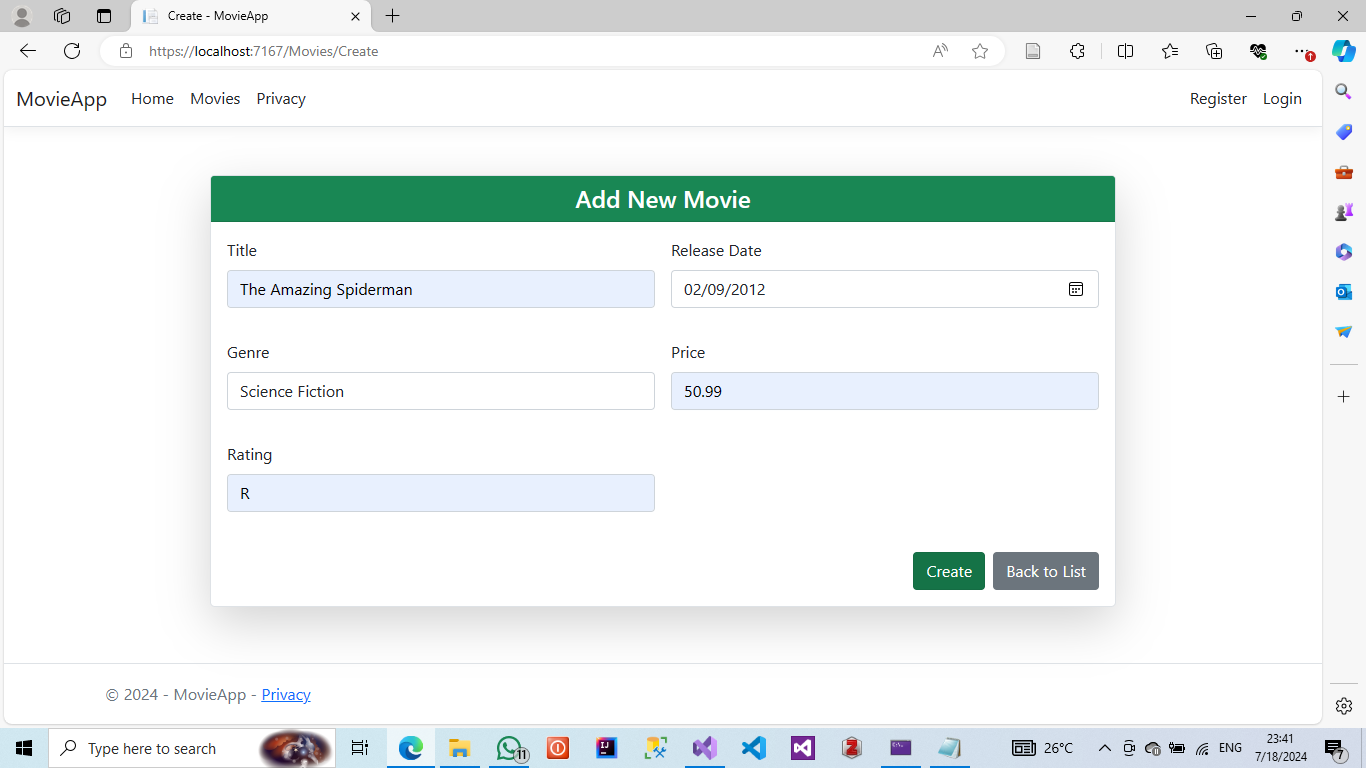 Create - MovieApp
https://localhost:7167/Movies/Create
MovieApp Home Movies Privacy Register Login
Add New Movie
Title Release Date
The Amazing Spiderman 02/09/2012
Genre Price
Science Fiction 50.99
Rating
R
Create Back to List
© 2024 - MovieApp - Privacy
Type here to search 11 26°C ENG 23:41
7/18/2024 7